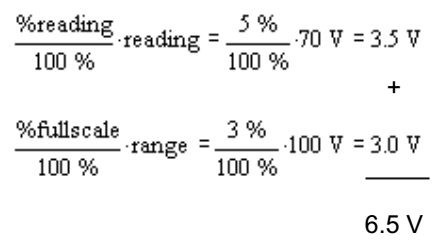 %reading/100 % ·reading = 5 %/100 % ·70 V = 3.5 V
+
%fullscale/100 % ·range = 3 %/100 % ·100 V = 3.0 V
6.5 V